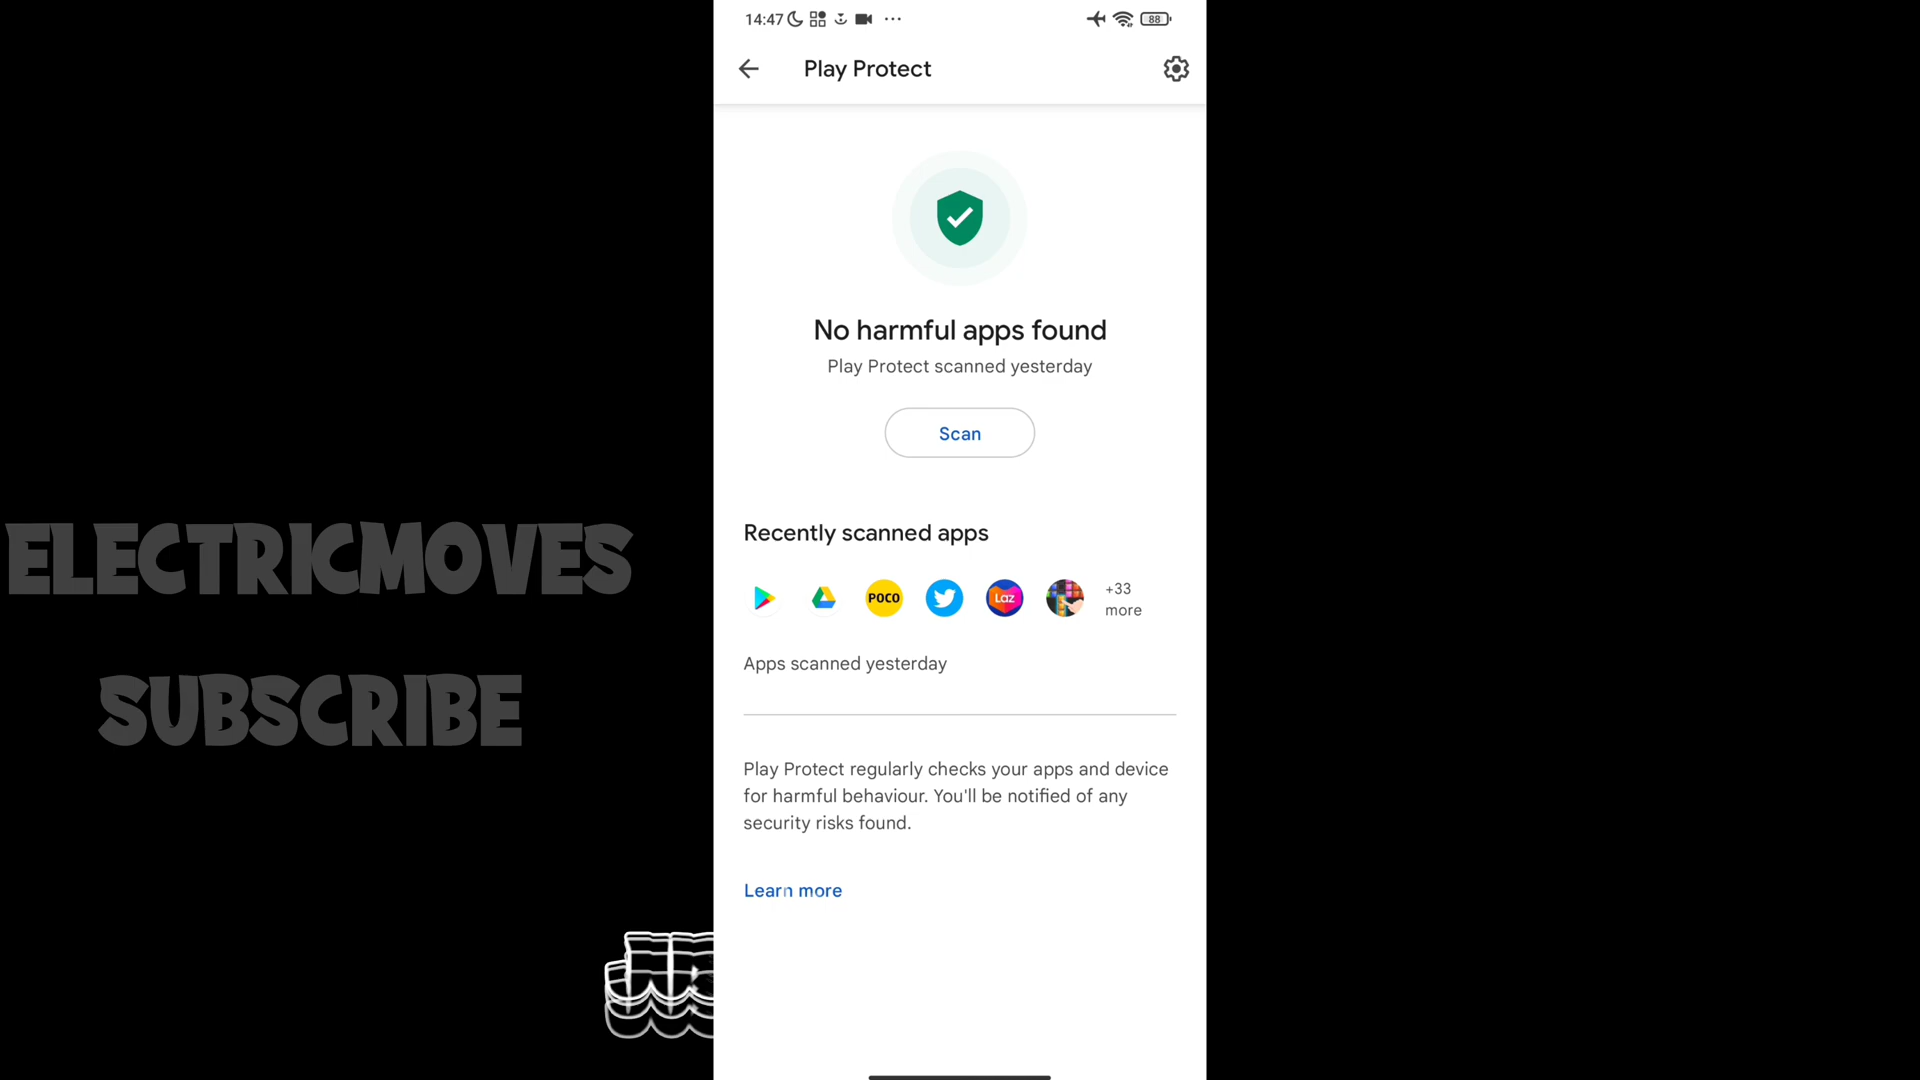 14:47
88
Play Protect
No harmful apps found
Play Protect scanned yesterday
Scan
Recently scanned apps
POCO
Laz
+33
more
Apps scanned yesterday
Play Protect regularly checks your apps and device
for harmful behaviour. You'll be notified of any
security risks found.
Learn more
ELECTRICMOVES
SUBSCRIBE